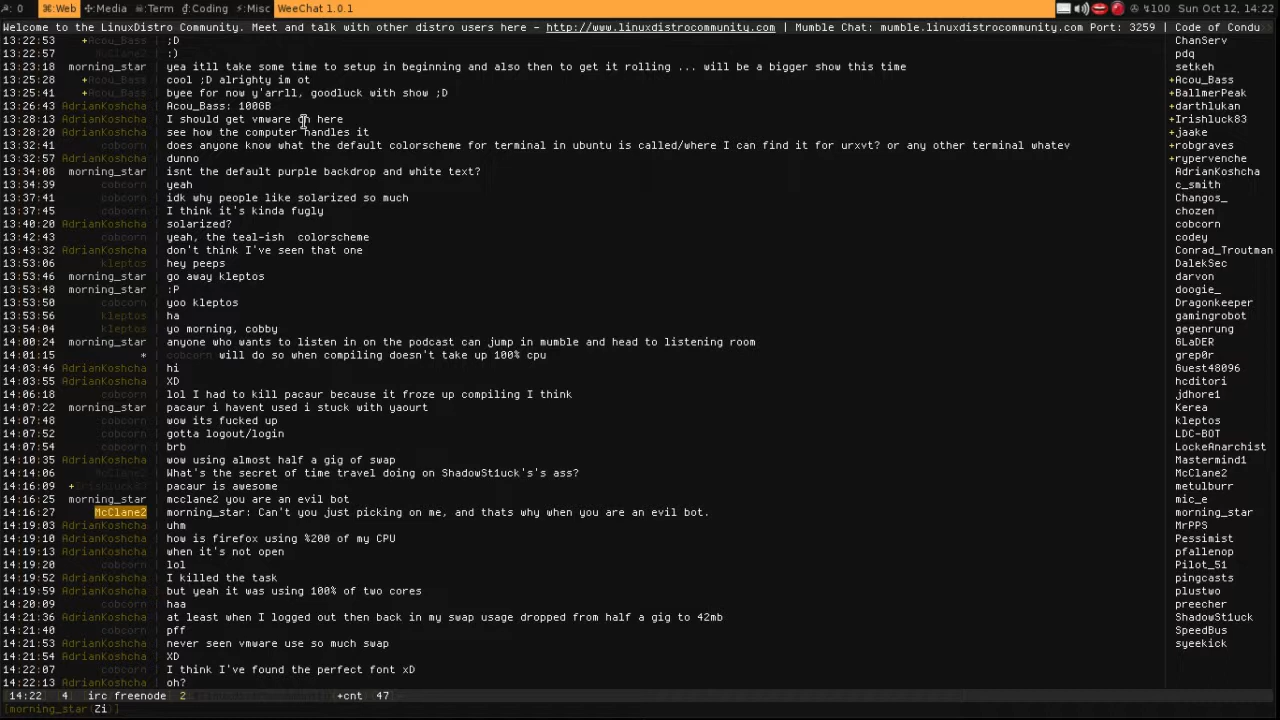 0 ⌘:Web ✣:Media &:Term ⚷:Coding &:Misc WeeChat 1.0.1 ↯100 Sun Oct 12, 14:22
Welcome to the LinuxDistro Community. Meet and talk with other distro users here – http://www.linuxdistrocommunity.com | Mumble Chat: mumble.linuxdistrocommunity.com Port: 3259 | Code of Condu
13:22:53 +Acou_Bass | ;D
13:22:57 McClane2 | :)
13:23:18 morning_star | yea itll take some time to setup in beginning and also then to get it rolling ... will be a bigger show this time
13:25:28 +Acou_Bass | cool ;D alrighty im ot
13:25:41 +Acou_Bass | byee for now y'arrll, goodluck with show ;D
13:26:43 AdrianKoshcha | Acou_Bass: 100GB
13:28:13 AdrianKoshcha | I should get vmware on here
13:28:20 AdrianKoshcha | see how the computer handles it
13:32:41 cobcorn | does anyone know what the default colorscheme for terminal in ubuntu is called/where I can find it for urxvt? or any other terminal whatev
13:32:57 AdrianKoshcha | dunno
13:34:08 morning_star | isnt the default purple backdrop and white text?
13:34:39 cobcorn | yeah
13:37:41 cobcorn | idk why people like solarized so much
13:37:45 cobcorn | I think it's kinda fugly
13:40:20 AdrianKoshcha | solarized?
13:42:43 cobcorn | yeah, the teal-ish colorscheme
13:43:32 AdrianKoshcha | don't think I've seen that one
13:53:06 kleptos | hey peeps
13:53:46 morning_star | go away kleptos
13:53:48 morning_star | :P
13:53:50 cobcorn | yoo kleptos
13:53:56 kleptos | ha
13:54:04 kleptos | yo morning, cobby
14:00:24 morning_star | anyone who wants to listen in on the podcast can jump in mumble and head to listening room
14:01:15 * | cobcorn will do so when compiling doesn't take up 100% cpu
14:03:46 AdrianKoshcha | hi
14:03:55 AdrianKoshcha | XD
14:06:18 cobcorn | lol I had to kill pacaur because it froze up compiling I think
14:07:22 morning_star | pacaur i havent used i stuck with yaourt
14:07:48 cobcorn | wow its fucked up
14:07:52 cobcorn | gotta logout/login
14:07:54 cobcorn | brb
14:10:35 AdrianKoshcha | wow using almost half a gig of swap
14:14:06 McClane2 | What's the secret of time travel doing on ShadowSt1uck's's ass?
14:16:09 +Irishluck83 | pacaur is awesome
14:16:25 morning_star | mcclane2 you are an evil bot
14:16:27 McClane2 | morning_star: Can't you just picking on me, and thats why when you are an evil bot.
14:19:03 AdrianKoshcha | uhm
14:19:10 AdrianKoshcha | how is firefox using %200 of my CPU
14:19:13 AdrianKoshcha | when it's not open
14:19:20 cobcorn | lol
14:19:52 AdrianKoshcha | I killed the task
14:19:59 AdrianKoshcha | but yeah it was using 100% of two cores
14:20:09 cobcorn | haa
14:21:36 AdrianKoshcha | at least when I logged out then back in my swap usage dropped from half a gig to 42mb
14:21:40 cobcorn | pff
14:21:53 AdrianKoshcha | never seen vmware use so much swap
14:21:54 AdrianKoshcha | XD
14:22:07 cobcorn | I think I've found the perfect font xD
14:22:13 AdrianKoshcha | oh?
ChanServ
pdq
setkeh
+Acou_Bass
+BallmerPeak
+darthlukan
+Irishluck83
+jaake
+robgraves
+rypervenche
AdrianKoshcha
c_smith
Changos_
chozen
cobcorn
codey
Conrad_Troutman
DalekSec
darvon
doogie_
Dragonkeeper
gamingrobot
gegenrung
GLaDER
grep0r
Guest48096
hcditori
jdhore1
Kerea
kleptos
LDC-BOT
LockeAnarchist
Mastermind1
McClane2
metulburr
mic_e
morning_star
MrPPS
Pessimist
pfallenop
Pilot_51
pingcasts
plustwo
preecher
ShadowSt1uck
SpeedBus
syeekick
14:22 [4] irc freenode 2 (+cnt) 47
[morning_star(Zi)]